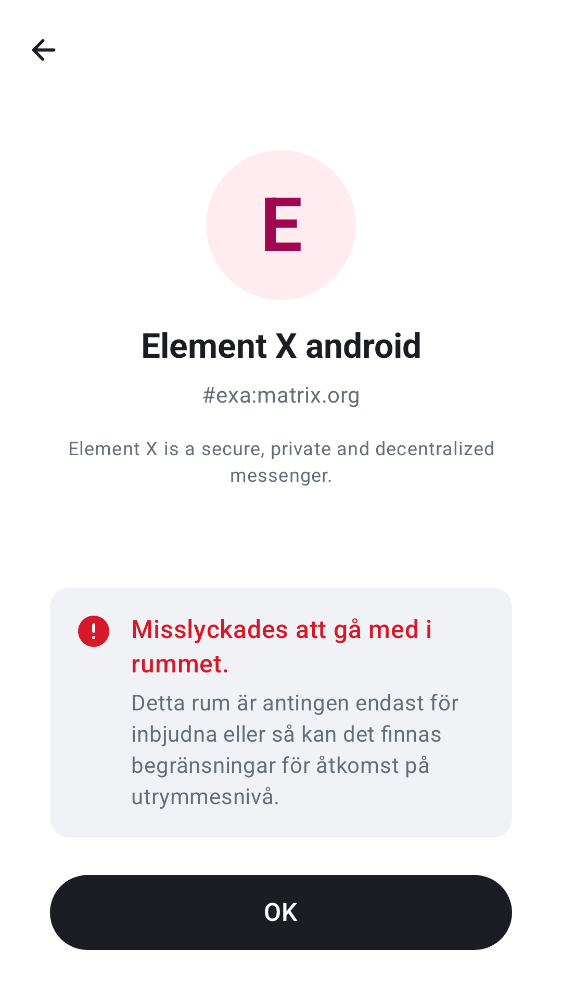 E
Element X android
#exa:matrix.org
Element X is a secure, private and decentralized
messenger.
Misslyckades att gå med i
rummet.
Detta rum är antingen endast för
inbjudna eller så kan det finnas
begränsningar för åtkomst på
utrymmesnivå.
OK